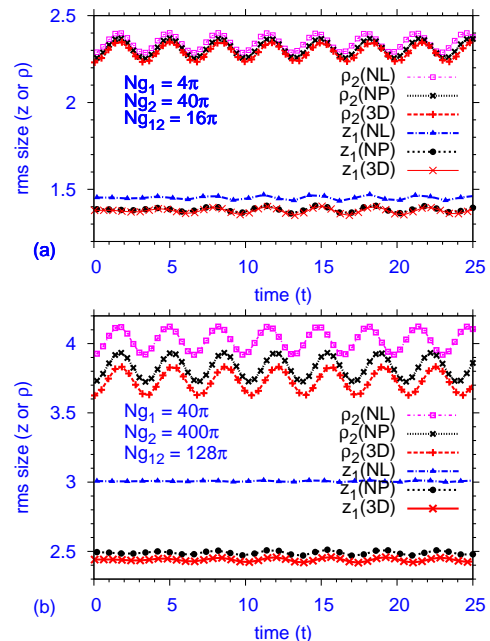 2.5
Ng₁ = 4π
Ng₂ = 40π
Ng₁₂ = 16π
ρ₂(NL)
ρ₂(NP)
ρ₂(3D)
z₁(NL)
z₁(NP)
z₁(3D)
2
1.5
rms size (z or ρ)
0 5 10 15 20 25
(a)
time (t)
4
3.5
3
2.5
rms size (z or ρ)
Ng₁ = 40π
Ng₂ = 400π
Ng₁₂ = 128π
ρ₂(NL)
ρ₂(NP)
ρ₂(3D)
z₁(NL)
z₁(NP)
z₁(3D)
0 5 10 15 20 25
(b)
time (t)